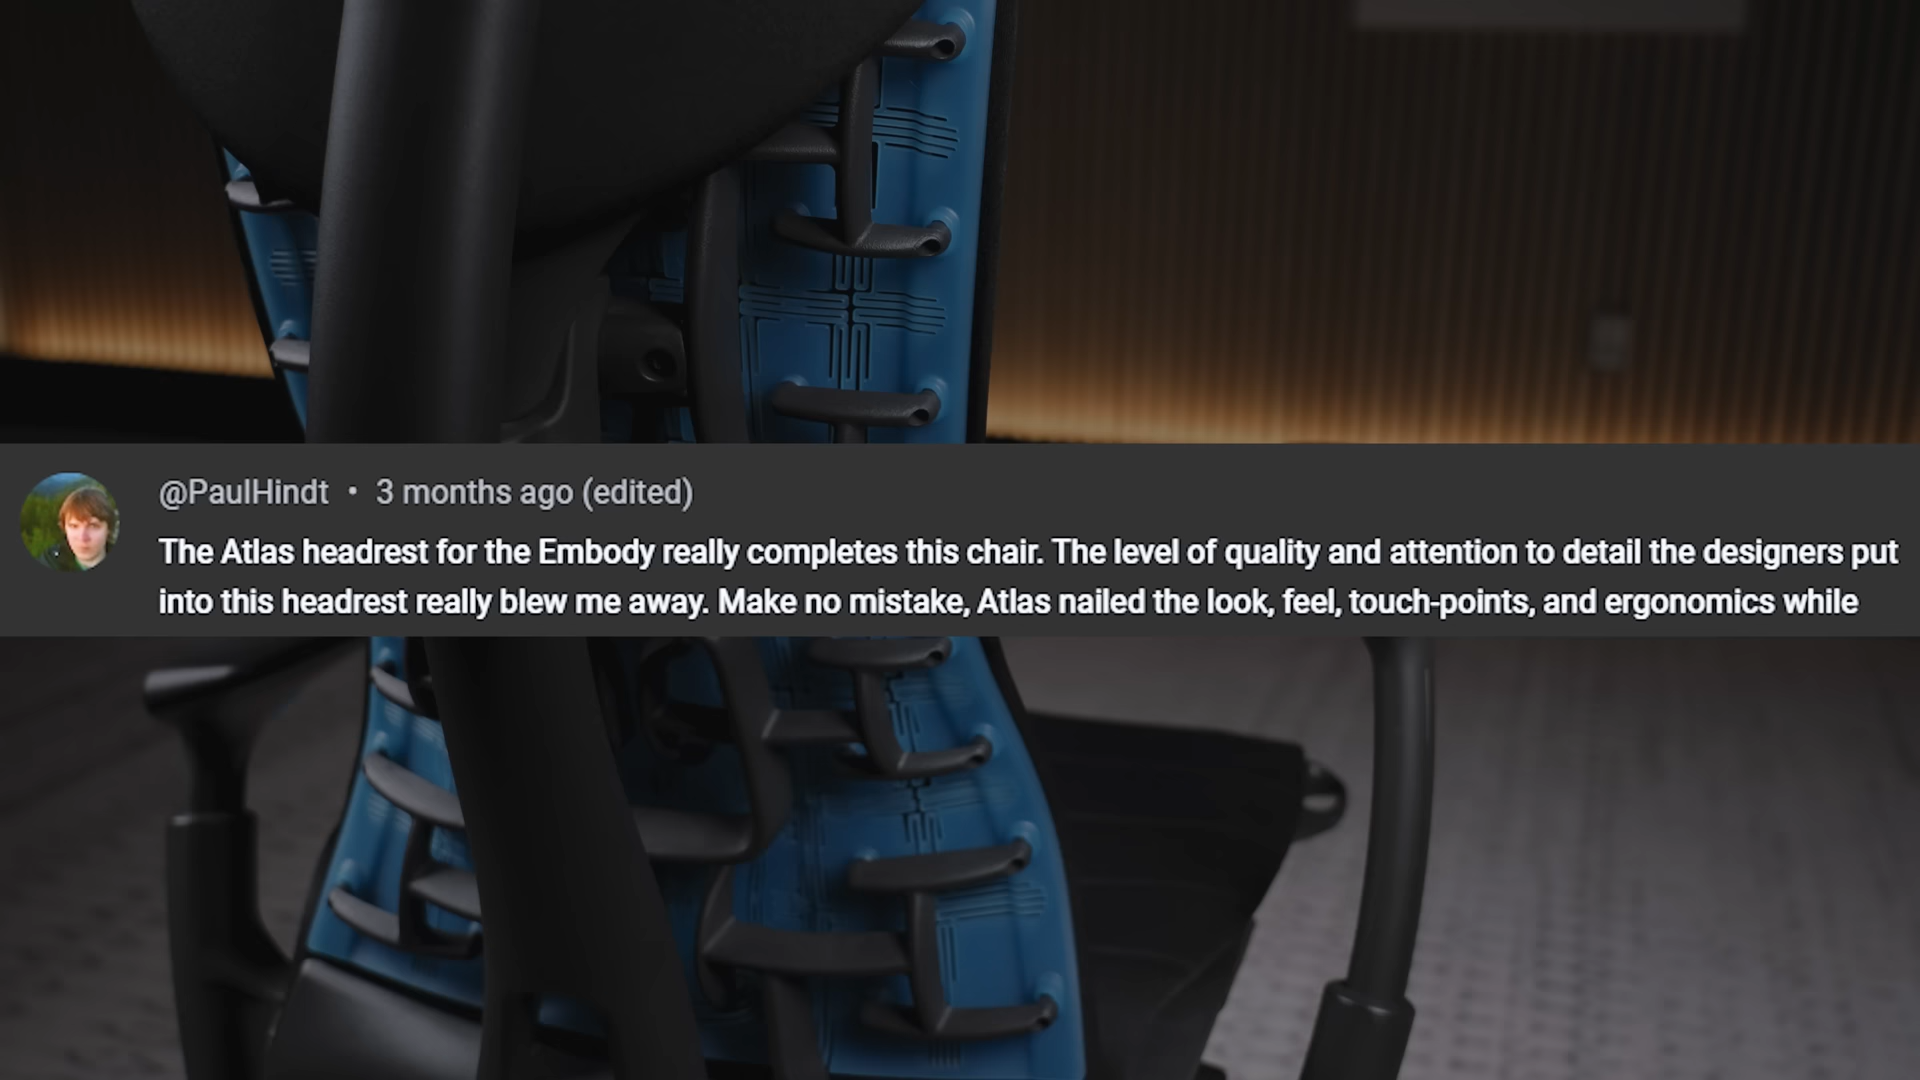 @PaulHindt • 3 months ago (edited)
The Atlas headrest for the Embody really completes this chair. The level of quality and attention to detail the designers put
into this headrest really blew me away. Make no mistake, Atlas nailed the look, feel, touch-points, and ergonomics while